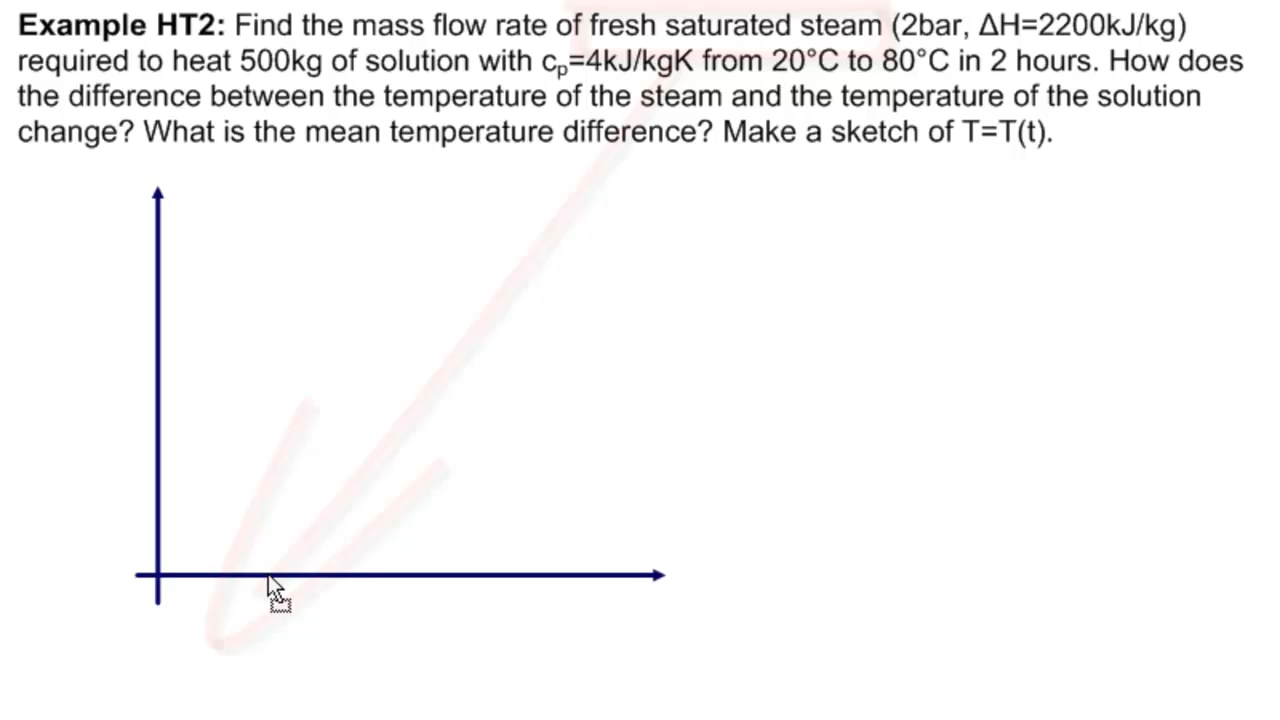 Example HT2: Find the mass flow rate of fresh saturated steam (2bar, ΔH=2200kJ/kg)
required to heat 500kg of solution with cₚ=4kJ/kgK from 20°C to 80°C in 2 hours. How does
the difference between the temperature of the steam and the temperature of the solution
change? What is the mean temperature difference? Make a sketch of T=T(t).